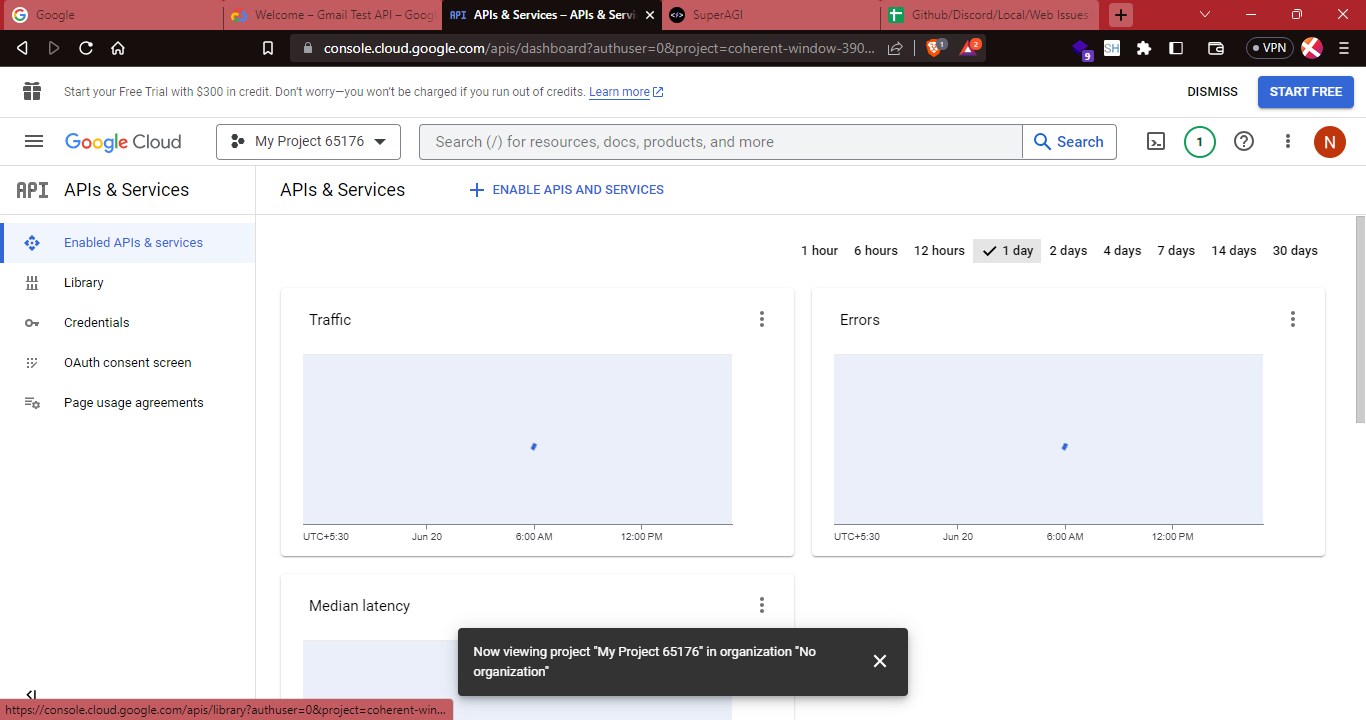 Google
Welcome – Gmail Test API – Goog
API APIs & Services – APIs & Servi
SuperAGI
Github/Discord/Local/Web Issues
console.cloud.google.com/apis/dashboard?authuser=0&project=coherent-window-390...
1
2
9
SH
VPN
Start your Free Trial with $300 in credit. Don't worry—you won't be charged if you run out of credits. Learn more
DISMISS
START FREE
Google Cloud
My Project 65176
Search (/) for resources, docs, products, and more
Search
1
N
API APIs & Services
APIs & Services
ENABLE APIS AND SERVICES
Enabled APIs & services
Library
Credentials
OAuth consent screen
Page usage agreements
1 hour 6 hours 12 hours 1 day 2 days 4 days 7 days 14 days 30 days
Traffic
UTC+5:30 Jun 20 6:00 AM 12:00 PM
Errors
UTC+5:30 Jun 20 6:00 AM 12:00 PM
Median latency
Now viewing project "My Project 65176" in organization "No
organization"
https://console.cloud.google.com/apis/library?authuser=0&project=coherent-win...